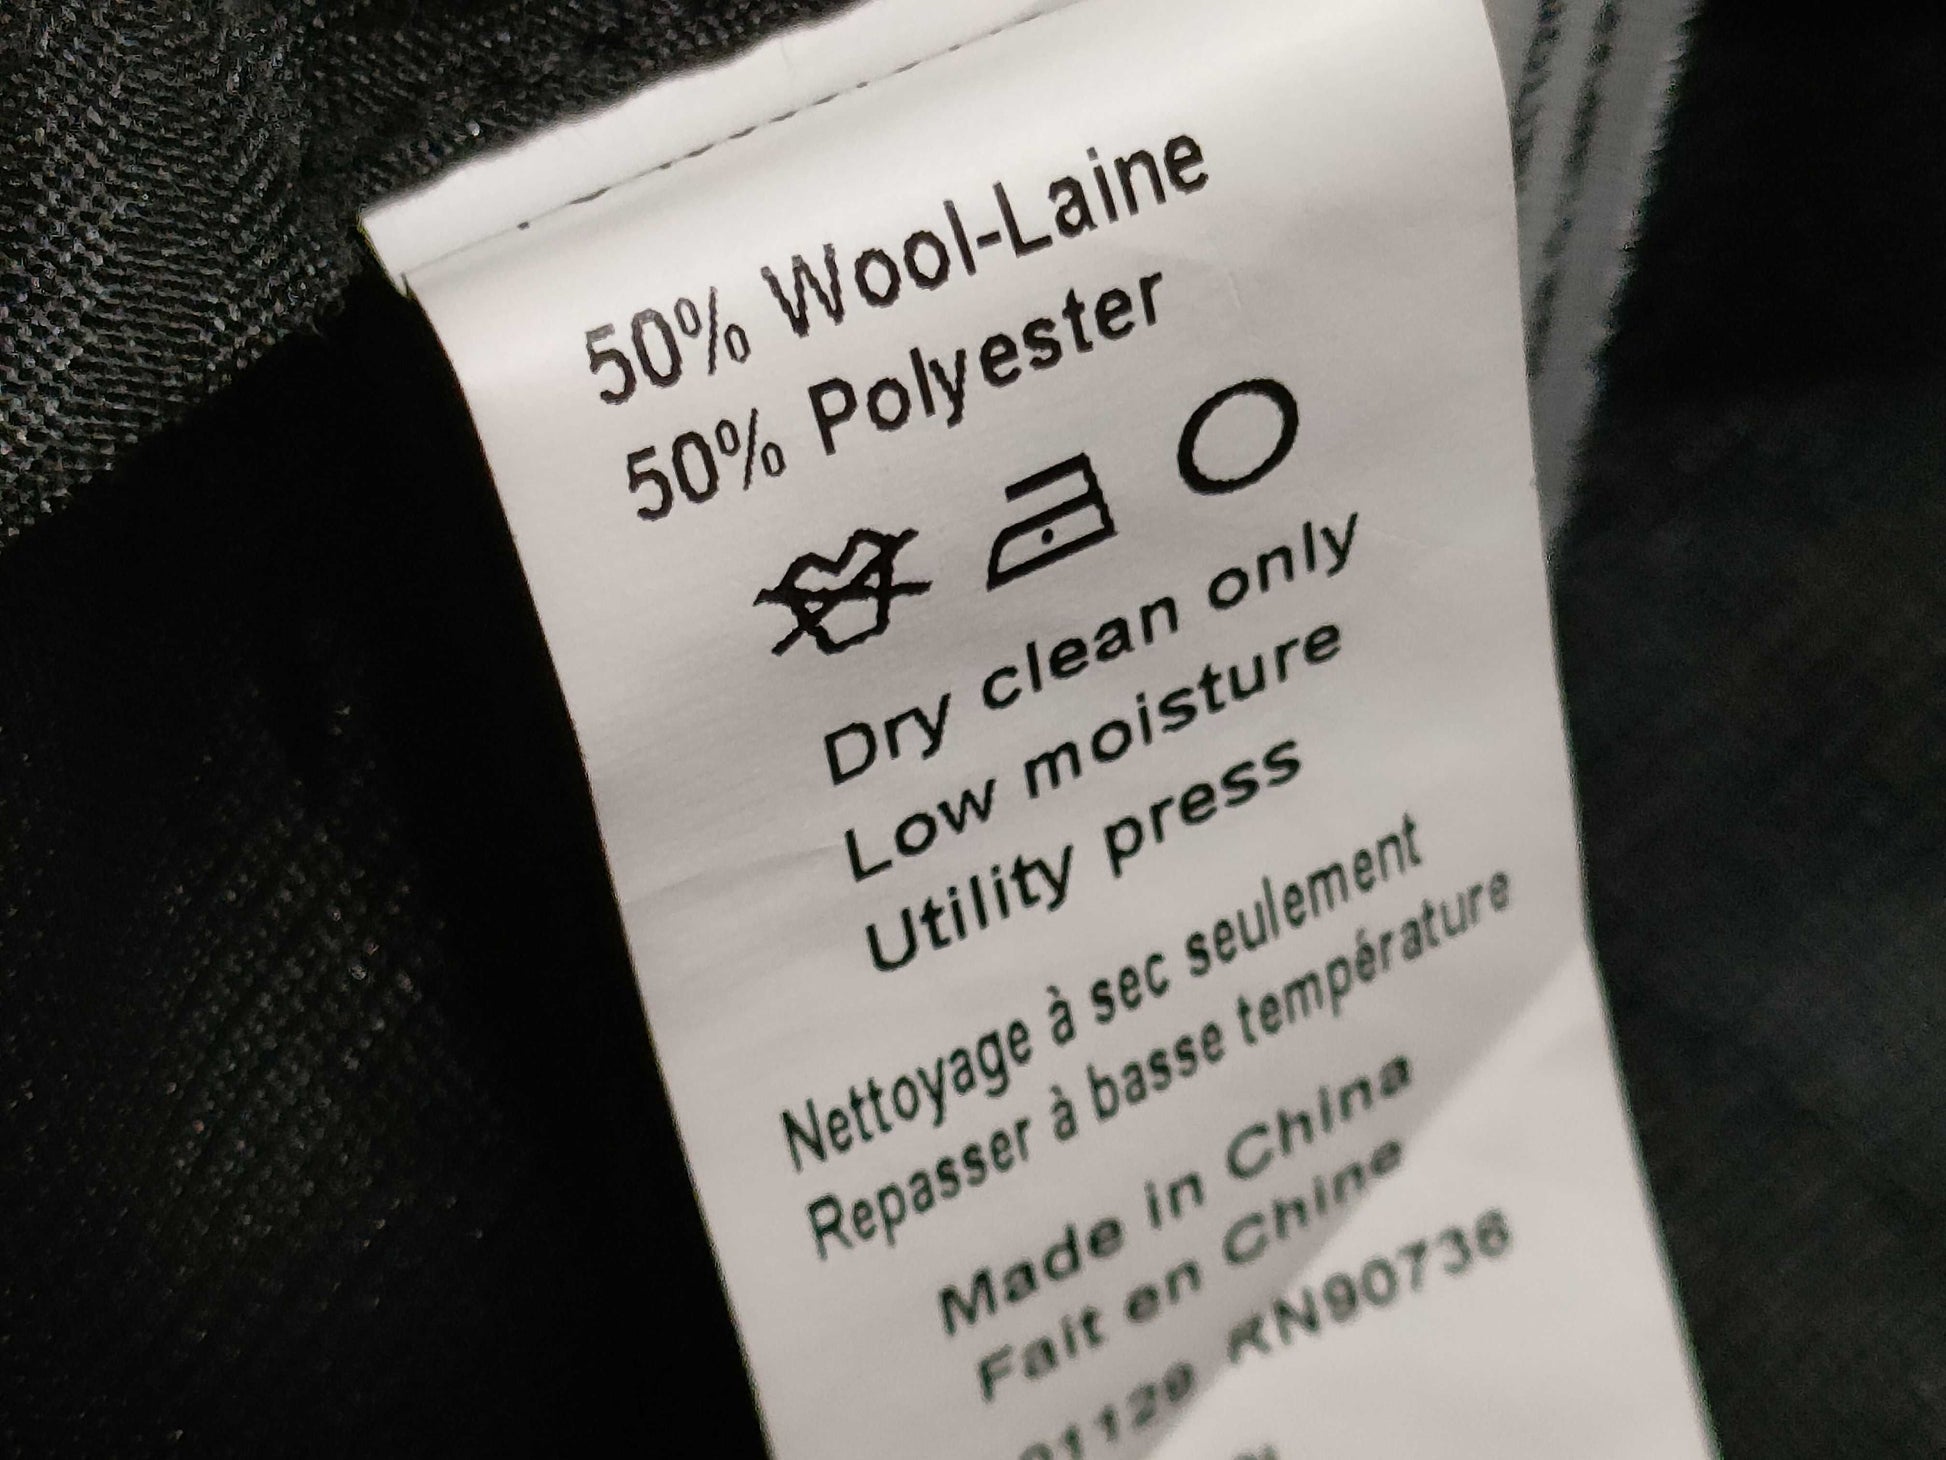 50% Wool-Laine
50% Polyester
Dry clean only
Low moisture
Utility press
Nettoyage à sec seulement
Repasser à basse température
Made in China
Fait en Chine
RN90736